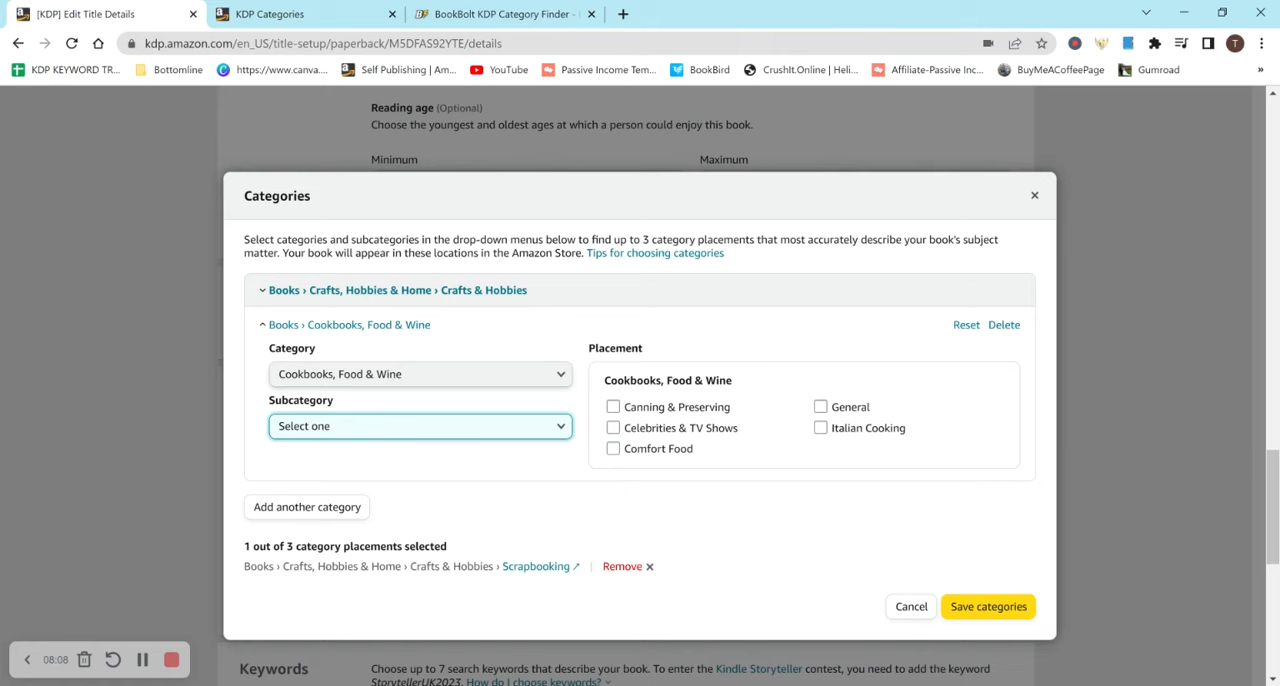 [KDP] Edit Title Details
KDP Categories
BookBolt KDP Category Finder -
kdp.amazon.com/en_US/title-setup/paperback/M5DFAS92YTE/details
T
KDP KEYWORD TR...
Bottomline
https://www.canva....
Self Publishing | Am...
YouTube
Passive Income Tem...
BookBird
CrushIt.Online | Heli...
Affiliate-Passive Inc...
BuyMeACoffeePage
Gumroad
»
Reading age (Optional)
Choose the youngest and oldest ages at which a person could enjoy this book.
Minimum
Maximum
Categories
Select categories and subcategories in the drop-down menus below to find up to 3 category placements that most accurately describe your book's subject
matter. Your book will appear in these locations in the Amazon Store. Tips for choosing categories
Books › Crafts, Hobbies & Home › Crafts & Hobbies
Books › Cookbooks, Food & Wine
Reset Delete
Category
Cookbooks, Food & Wine
Subcategory
Select one
Placement
Cookbooks, Food & Wine
Canning & Preserving
General
Celebrities & TV Shows
Italian Cooking
Comfort Food
Add another category
1 out of 3 category placements selected
Books › Crafts, Hobbies & Home › Crafts & Hobbies › Scrapbooking ↗ | Remove ×
Cancel
Save categories
08:08
Keywords
Choose up to 7 search keywords that describe your book. To enter the Kindle Storyteller contest, you need to add the keyword
StorytellerUK2023. How do I choose keywords?